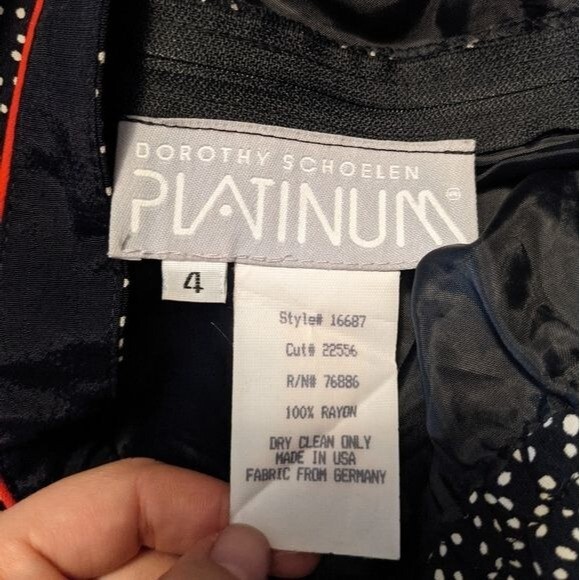 DOROTHY SCHOELEN
PLATINUM
4
Style# 16687
Cut# 22556
R/N# 76886
100% RAYON
DRY CLEAN ONLY
MADE IN USA
FABRIC FROM GERMANY